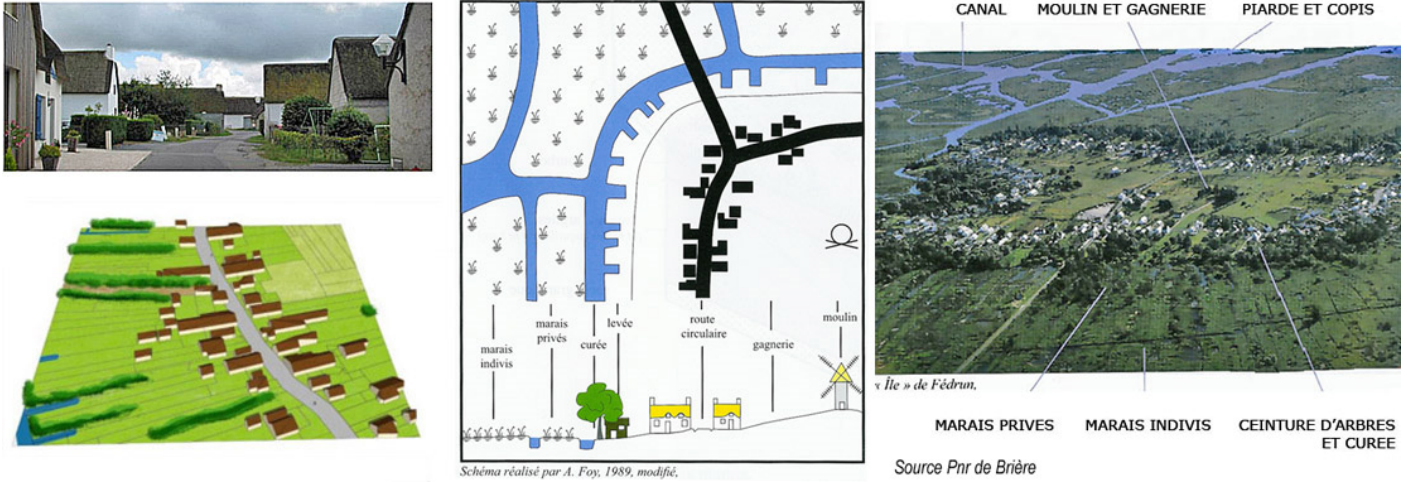 marais
indivis
marais
privés
curée
levée
route
circulaire
gagnerie
moulin
Schéma réalisé par A. Foy, 1989, modifié,
CANAL
MOULIN ET GAGNERIE
PIARDE ET COPIS
« Île » de Fédrun,
MARAIS PRIVES
MARAIS INDIVIS
CEINTURE D'ARBRES
ET CUREE
Source Pnr de Brière